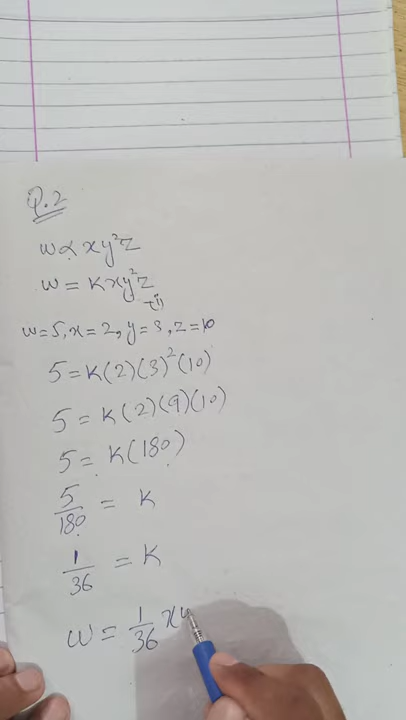 Q.2
w∝xy²z
w = kxy²z
→(i)
w=5, x=2, y=3, z=10
5=k(2)(3)²(10)
5=k(2)(9)(10)
5= k(180)
5/180 = k
1/36 = k
w = 1/36 xy